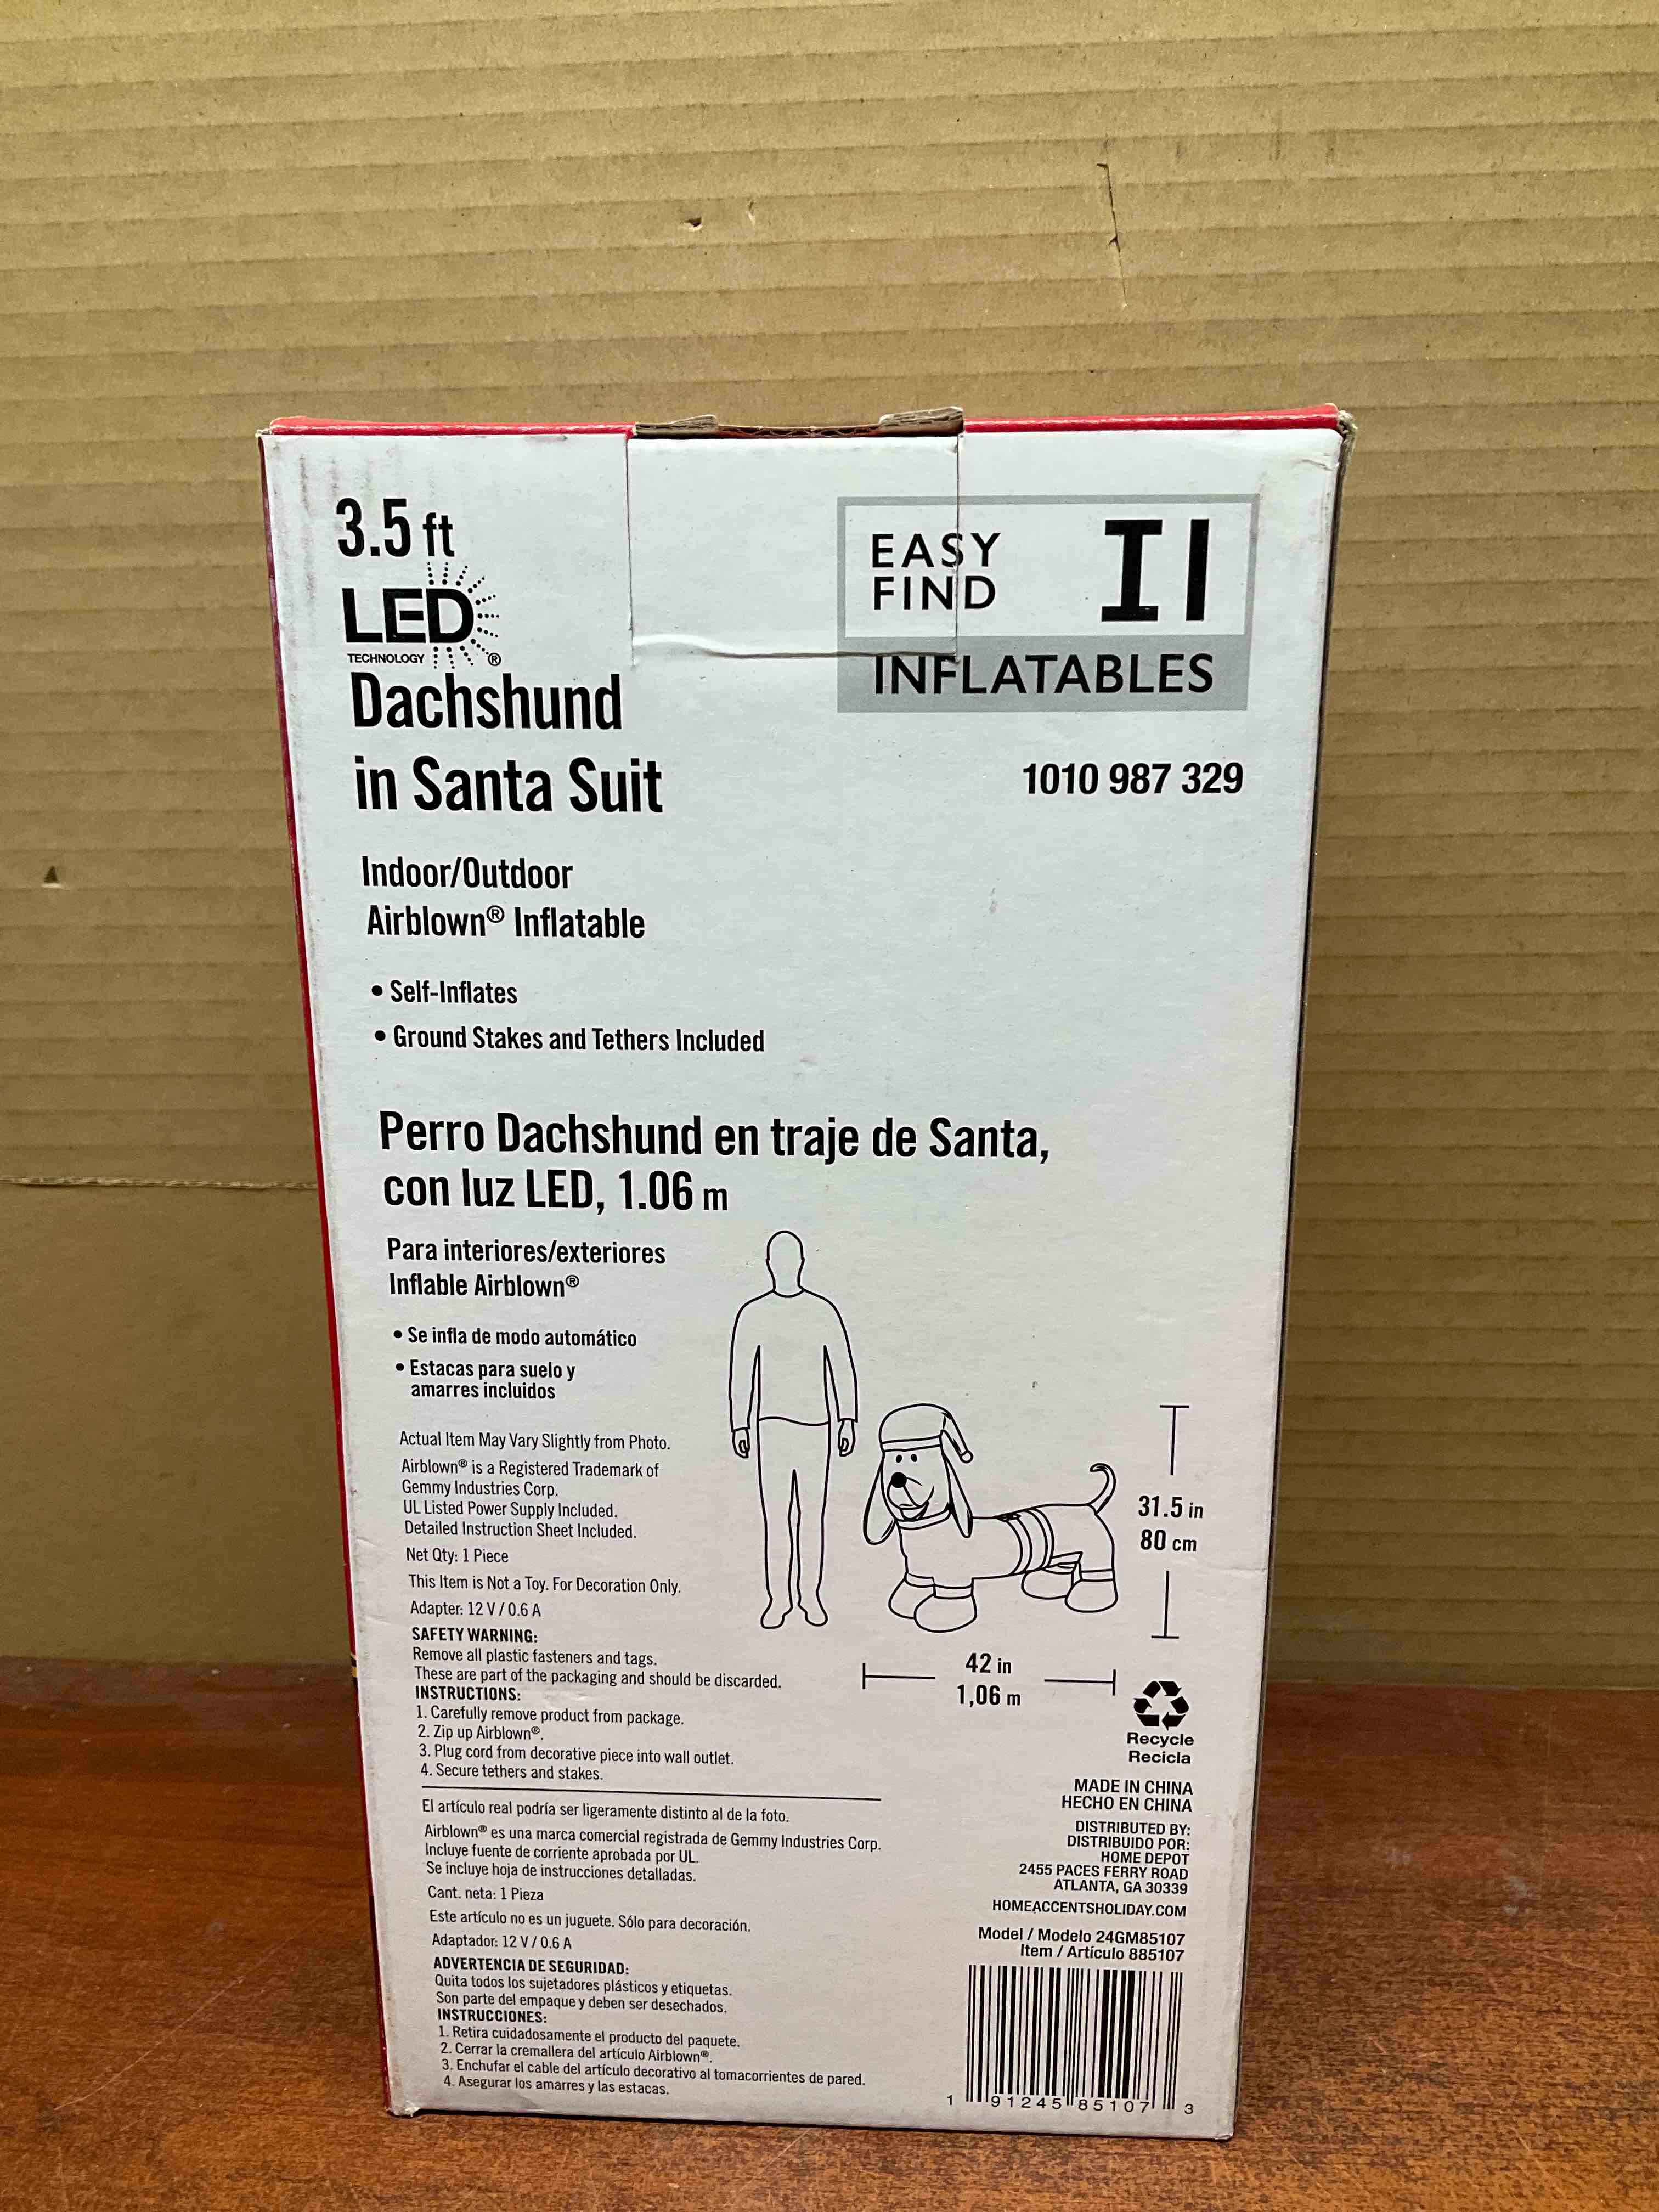 3.5 ft
LED
TECHNOLOGY ®
Dachshund
in Santa Suit
EASY
FIND
I1
INFLATABLES
1010 987 329
Indoor/Outdoor
Airblown® Inflatable
• Self-Inflates
• Ground Stakes and Tethers Included
Perro Dachshund en traje de Santa,
con luz LED, 1.06 m
Para interiores/exteriores
Inflable Airblown®
• Se infla de modo automático
• Estacas para suelo y
amarres incluidos
Actual Item May Vary Slightly from Photo.
Airblown® is a Registered Trademark of
Gemmy Industries Corp.
UL Listed Power Supply Included.
Detailed Instruction Sheet Included.
Net Qty: 1 Piece
This Item is Not a Toy. For Decoration Only.
Adapter: 12 V / 0.6 A
SAFETY WARNING:
Remove all plastic fasteners and tags.
These are part of the packaging and should be discarded.
INSTRUCTIONS:
1. Carefully remove product from package.
2. Zip up Airblown®.
3. Plug cord from decorative piece into wall outlet.
4. Secure tethers and stakes.
El artículo real podría ser ligeramente distinto al de la foto.
Airblown® es una marca comercial registrada de Gemmy Industries Corp.
Incluye fuente de corriente aprobada por UL.
Se incluye hoja de instrucciones detalladas.
Cant. neta: 1 Pieza
Este artículo no es un juguete. Sólo para decoración.
Adaptador: 12 V / 0.6 A
ADVERTENCIA DE SEGURIDAD:
Quita todos los sujetadores plásticos y etiquetas.
Son parte del empaque y deben ser desechados.
INSTRUCCIONES:
1. Retira cuidadosamente el producto del paquete.
2. Cerrar la cremallera del artículo Airblown®.
3. Enchufar el cable del artículo decorativo al tomacorrientes de pared.
4. Asegurar los amarres y las estacas.
31.5 in
80 cm
42 in
1,06 m
Recycle
Recicla
MADE IN CHINA
HECHO EN CHINA
DISTRIBUTED BY:
DISTRIBUIDO POR:
HOME DEPOT
2455 PACES FERRY ROAD
ATLANTA, GA 30339
HOMEACCENTSHOLIDAY.COM
Model / Modelo 24GM85107
Item / Artículo 885107
1 91245 85107 3